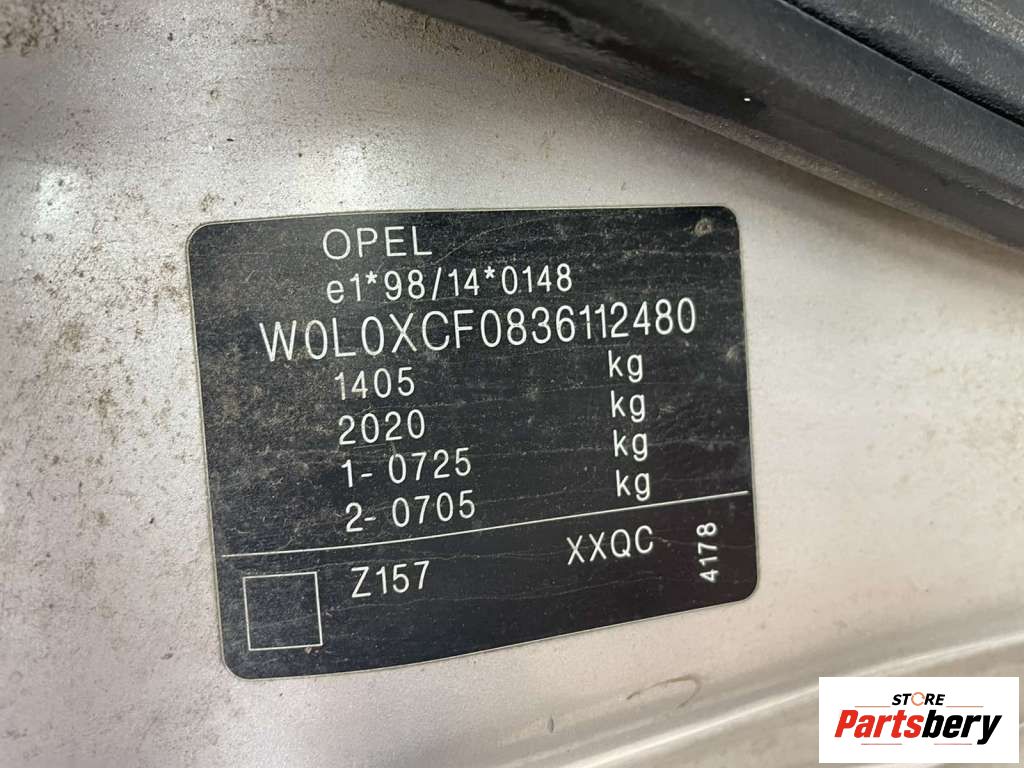 OPEL
e1*98/14*0148
W0L0XCF0836112480
1405 kg
2020 kg
1- 0725 kg
2- 0705 kg
Z157 XXQC 4178
STORE
Partsbery